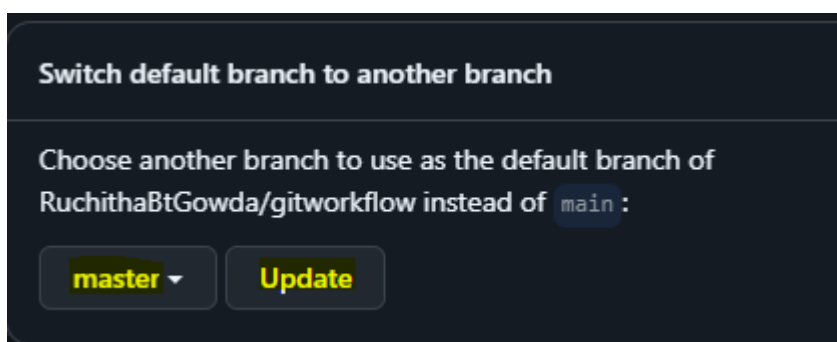 Switch default branch to another branch
Choose another branch to use as the default branch of
RuchithaBtGowda/gitworkflow instead of main:
master Update